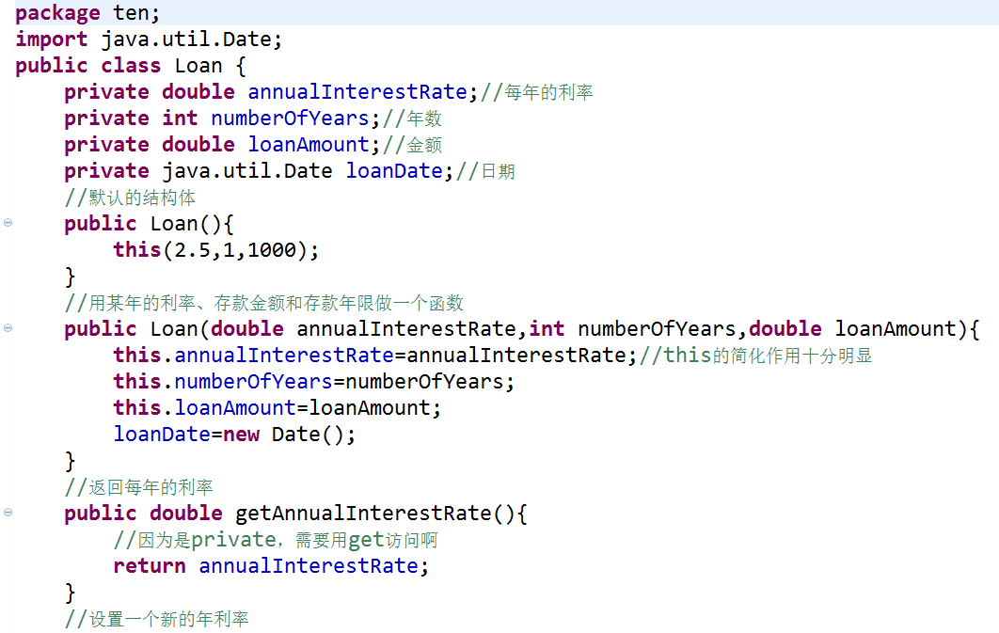 package ten;
import java.util.Date;
public class Loan {
    private double annualInterestRate;//每年的利率
    private int numberOfYears;//年数
    private double loanAmount;//金额
    private java.util.Date loanDate;//日期
    //默认的结构体
    public Loan(){
        this(2.5,1,1000);
    }
    //用某年的利率、存款金额和存款年限做一个函数
    public Loan(double annualInterestRate,int numberOfYears,double loanAmount){
        this.annualInterestRate=annualInterestRate;//this的简化作用十分明显
        this.numberOfYears=numberOfYears;
        this.loanAmount=loanAmount;
        loanDate=new Date();
    }
    //返回每年的利率
    public double getAnnualInterestRate(){
        //因为是private，需要用get访问啊
        return annualInterestRate;
    }
    //设置一个新的年利率